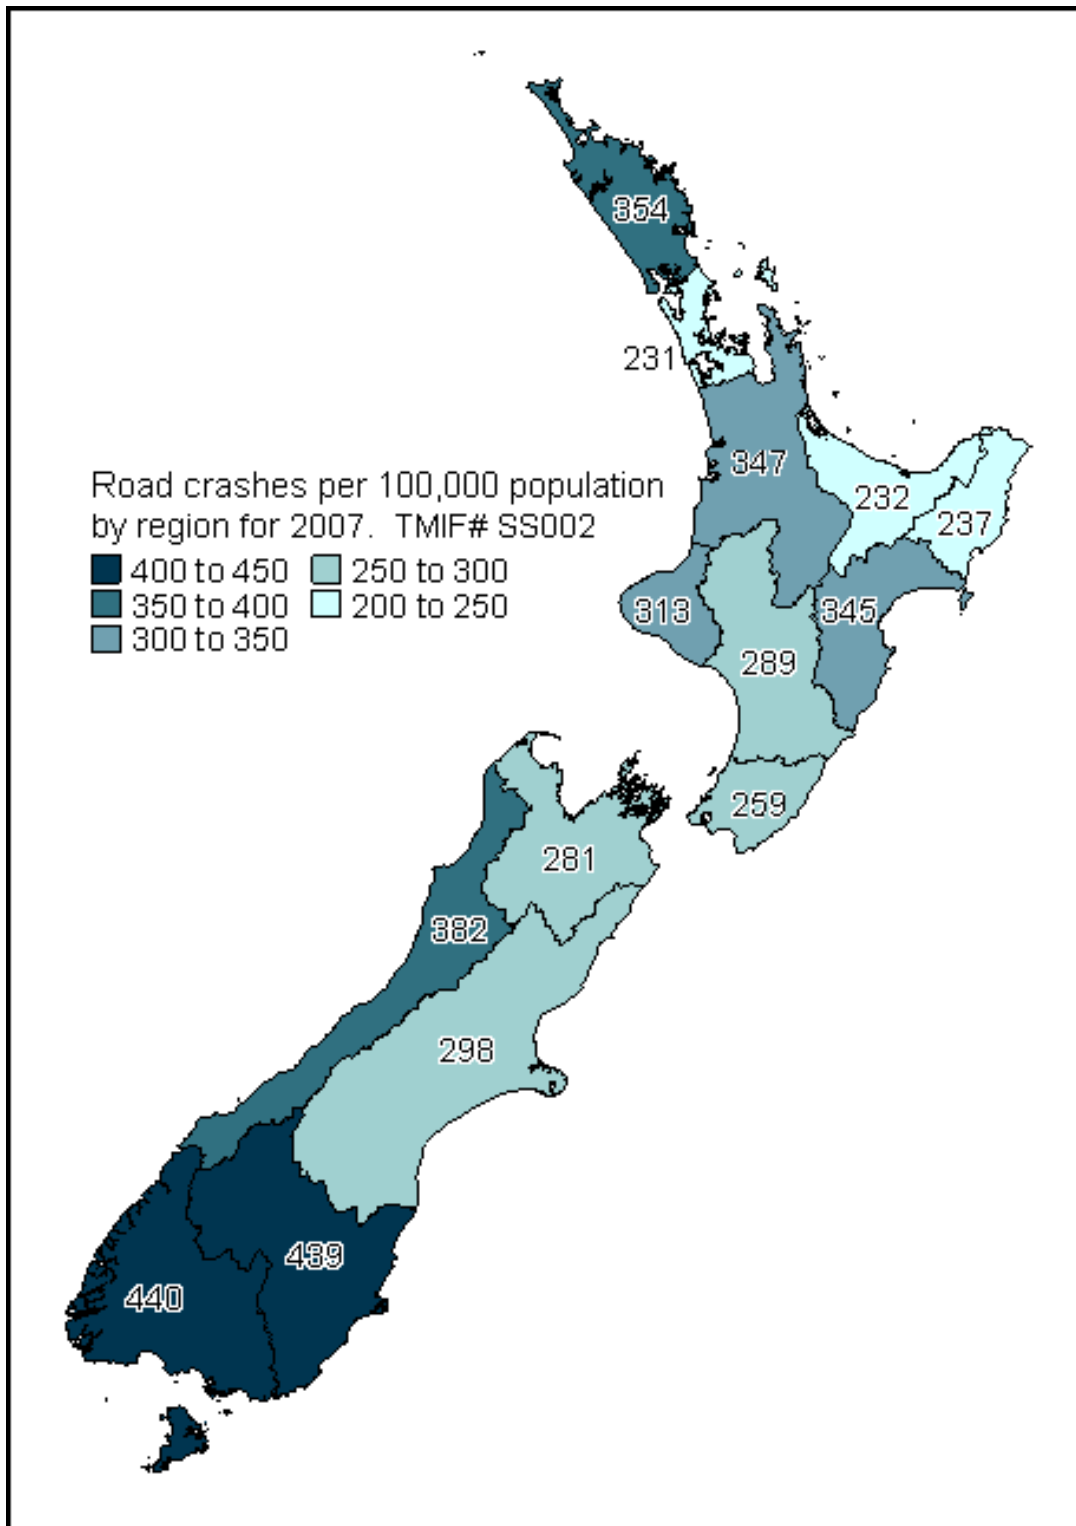 354
231
347
232
237
Road crashes per 100,000 population
by region for 2007. TMIF# SS002
400 to 450
250 to 300
350 to 400
200 to 250
300 to 350
313
345
289
259
281
382
298
439
440